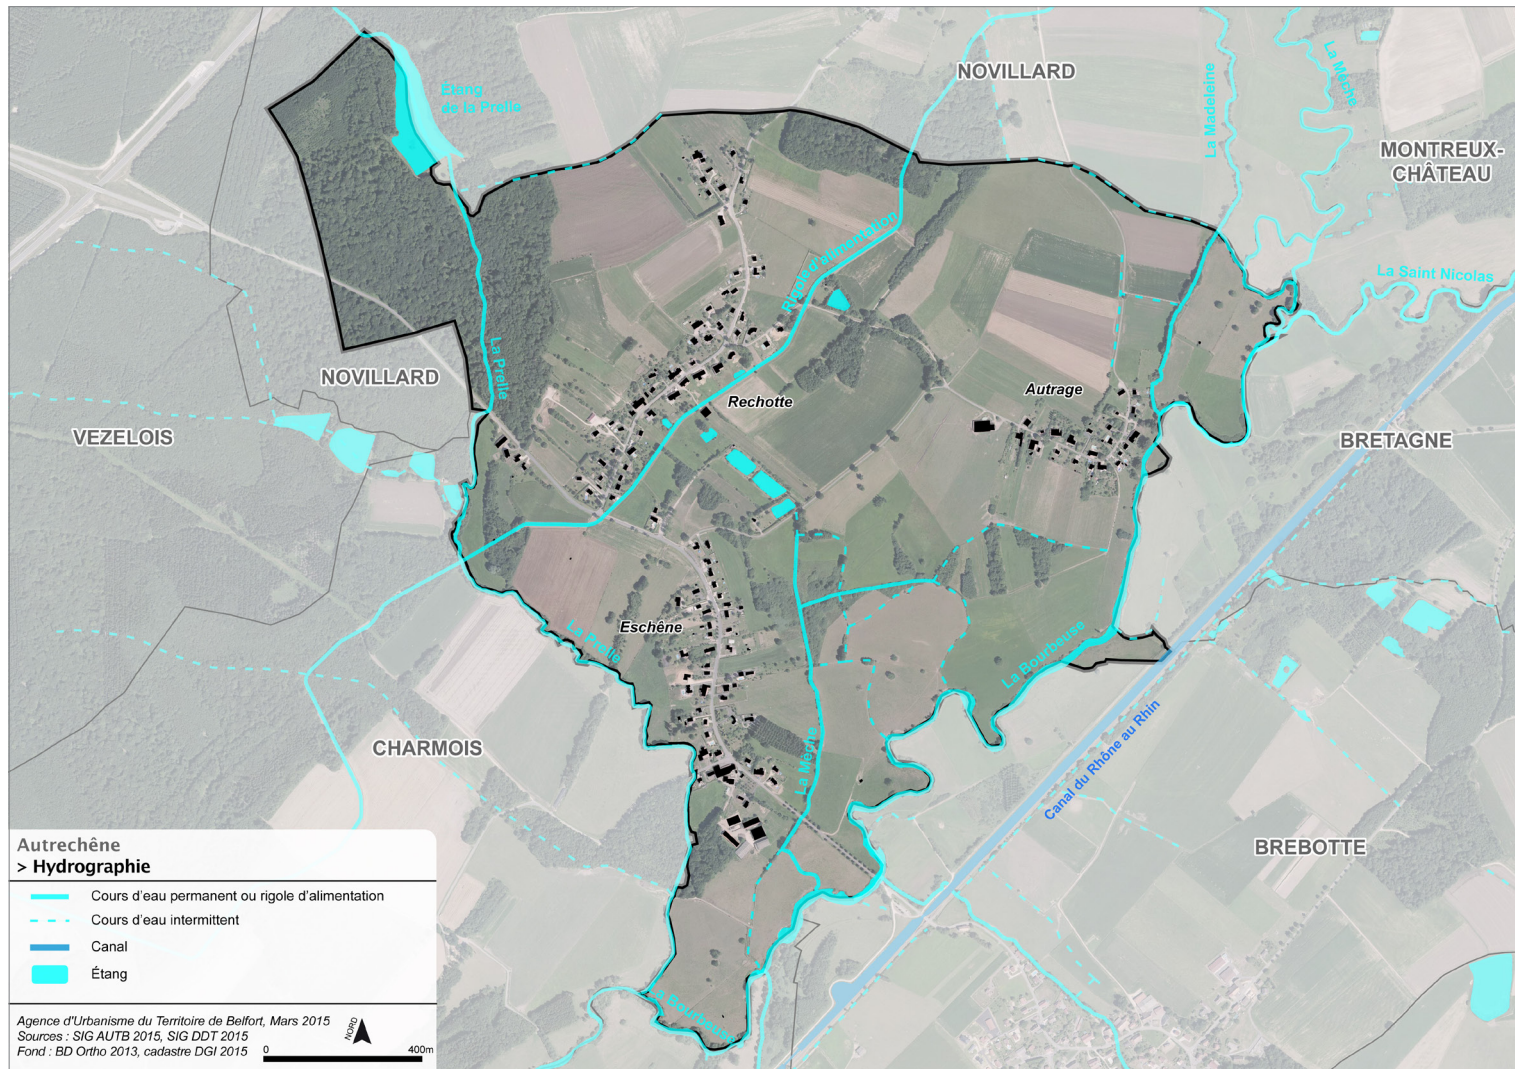 NOVILLARD
La Madeleine
La Mèche
MONTREUX-
CHÂTEAU
Étang
de la Prelle
Rigole d'alimentation
La Saint Nicolas
La Prelle
NOVILLARD
Rechotte
Autrage
VEZELOIS
BRETAGNE
Eschêne
La Prelle
La Bourbeuse
CHARMOIS
La Mèche
Canal du Rhône au Rhin
BREBOTTE
La Bourbeuse
Autrechêne
> Hydrographie
Cours d'eau permanent ou rigole d'alimentation
Cours d'eau intermittent
Canal
Étang
Agence d'Urbanisme du Territoire de Belfort, Mars 2015
Sources : SIG AUTB 2015, SIG DDT 2015
Fond : BD Ortho 2013, cadastre DGI 2015
NORD
0 400m